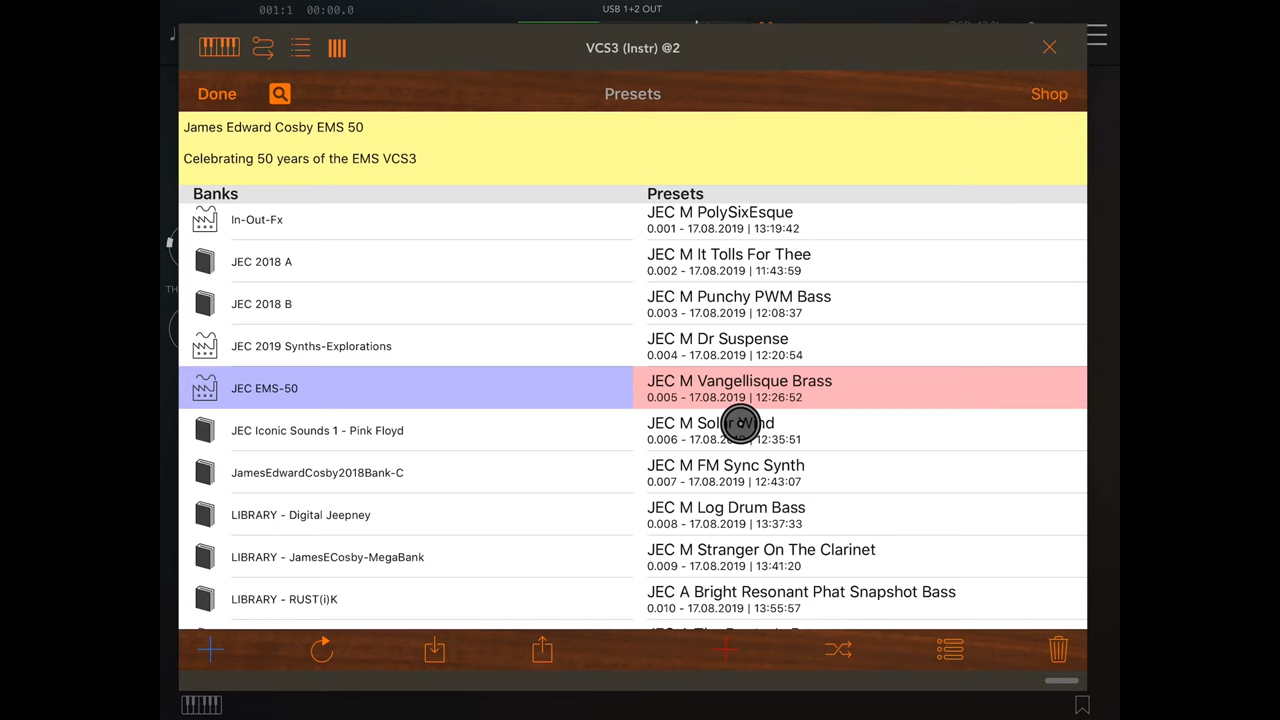 001:1 00:00.0
USB 1+2 OUT
VCS3 (Instr) @2
Done
Presets
Shop
James Edward Cosby EMS 50
Celebrating 50 years of the EMS VCS3
Banks
Presets
In-Out-Fx
JEC M PolySixEsque
0.001 - 17.08.2019 | 13:19:42
JEC 2018 A
JEC M It Tolls For Thee
0.002 - 17.08.2019 | 11:43:59
JEC 2018 B
JEC M Punchy PWM Bass
0.003 - 17.08.2019 | 12:08:37
JEC 2019 Synths-Explorations
JEC M Dr Suspense
0.004 - 17.08.2019 | 12:20:54
JEC EMS-50
JEC M Vangellisque Brass
0.005 - 17.08.2019 | 12:26:52
JEC Iconic Sounds 1 - Pink Floyd
JEC M Solar Wind
0.006 - 17.08.2019 | 12:35:51
JamesEdwardCosby2018Bank-C
JEC M FM Sync Synth
0.007 - 17.08.2019 | 12:43:07
LIBRARY - Digital Jeepney
JEC M Log Drum Bass
0.008 - 17.08.2019 | 13:37:33
LIBRARY - JamesECosby-MegaBank
JEC M Stranger On The Clarinet
0.009 - 17.08.2019 | 13:41:20
LIBRARY - RUST(i)K
JEC A Bright Resonant Phat Snapshot Bass
0.010 - 17.08.2019 | 13:55:57